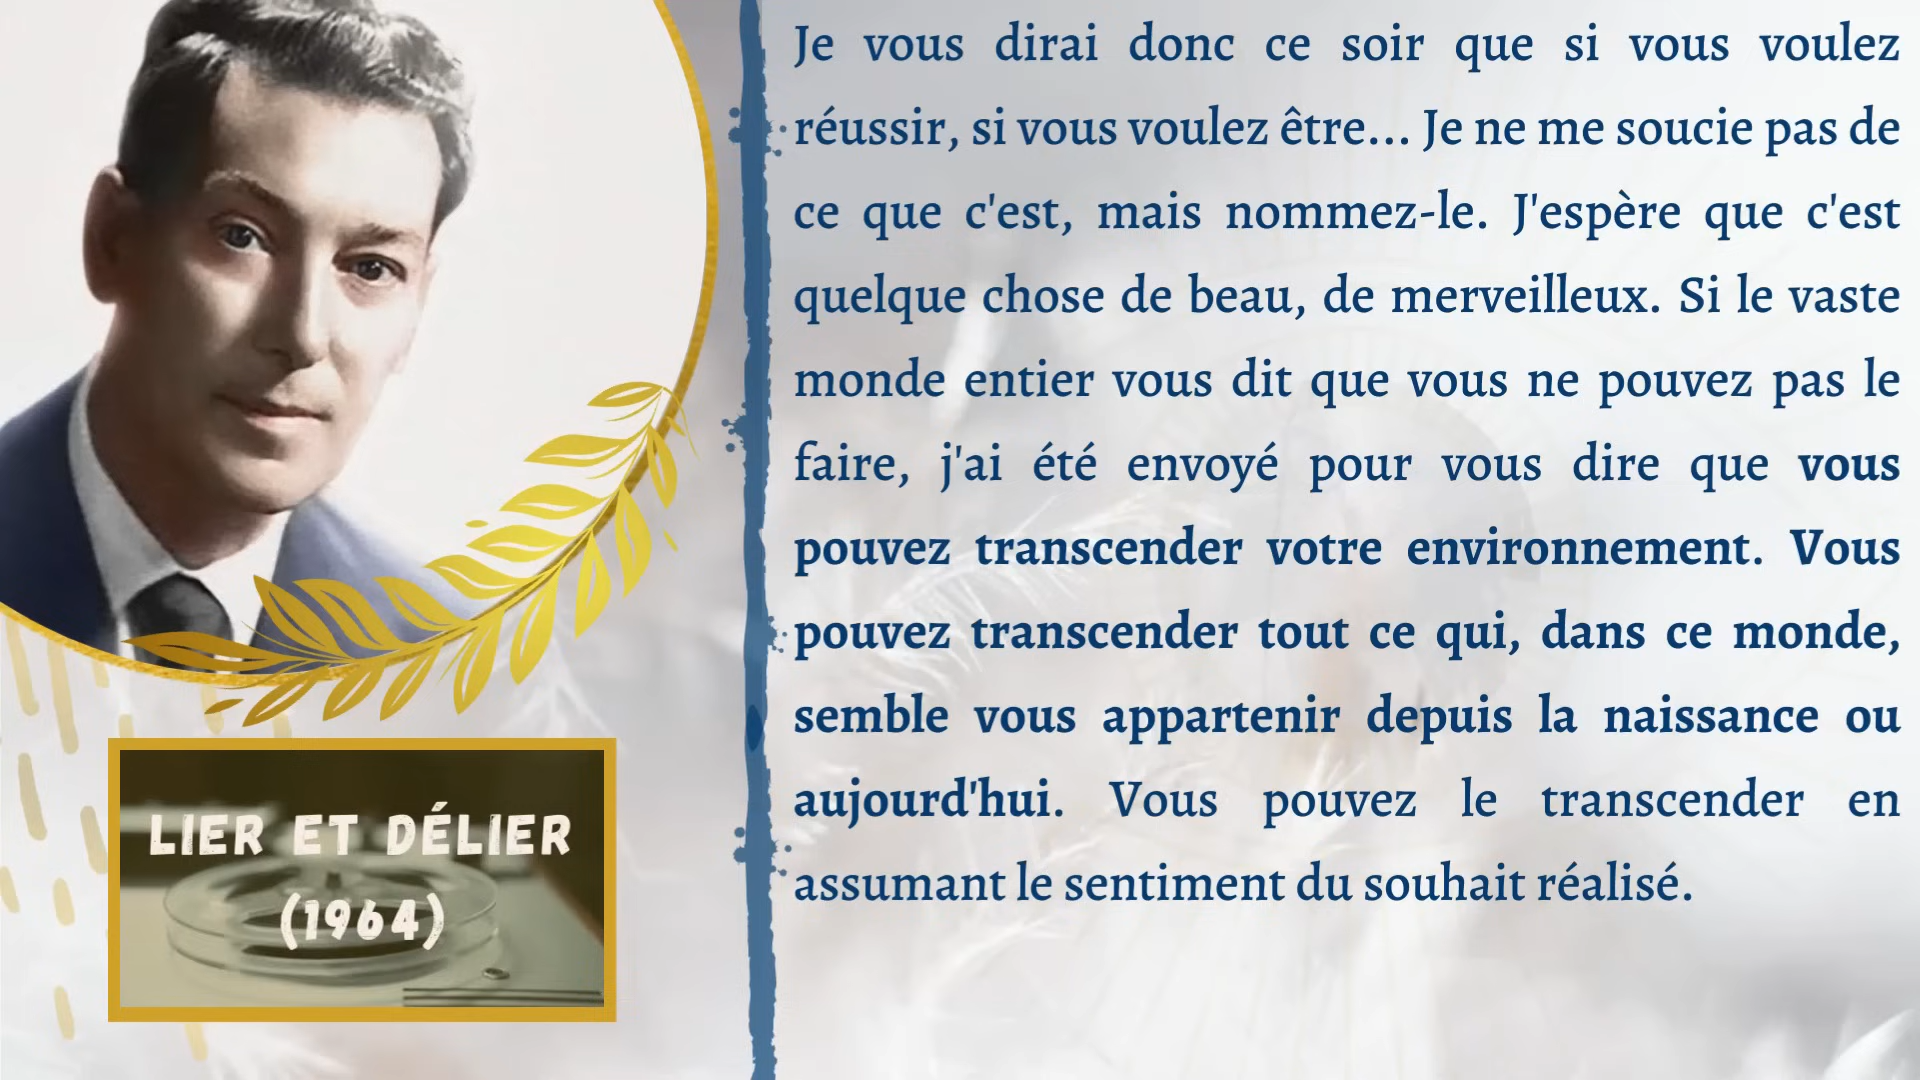 Je vous dirai donc ce soir que si vous voulez
réussir, si vous voulez être... Je ne me soucie pas de
ce que c'est, mais nommez-le. J'espère que c'est
quelque chose de beau, de merveilleux. Si le vaste
monde entier vous dit que vous ne pouvez pas le
faire, j'ai été envoyé pour vous dire que vous
pouvez transcender votre environnement. Vous
pouvez transcender tout ce qui, dans ce monde,
semble vous appartenir depuis la naissance ou
aujourd'hui. Vous pouvez le transcender en
assumant le sentiment du souhait réalisé.
LIER ET DÉLIER
(1964)